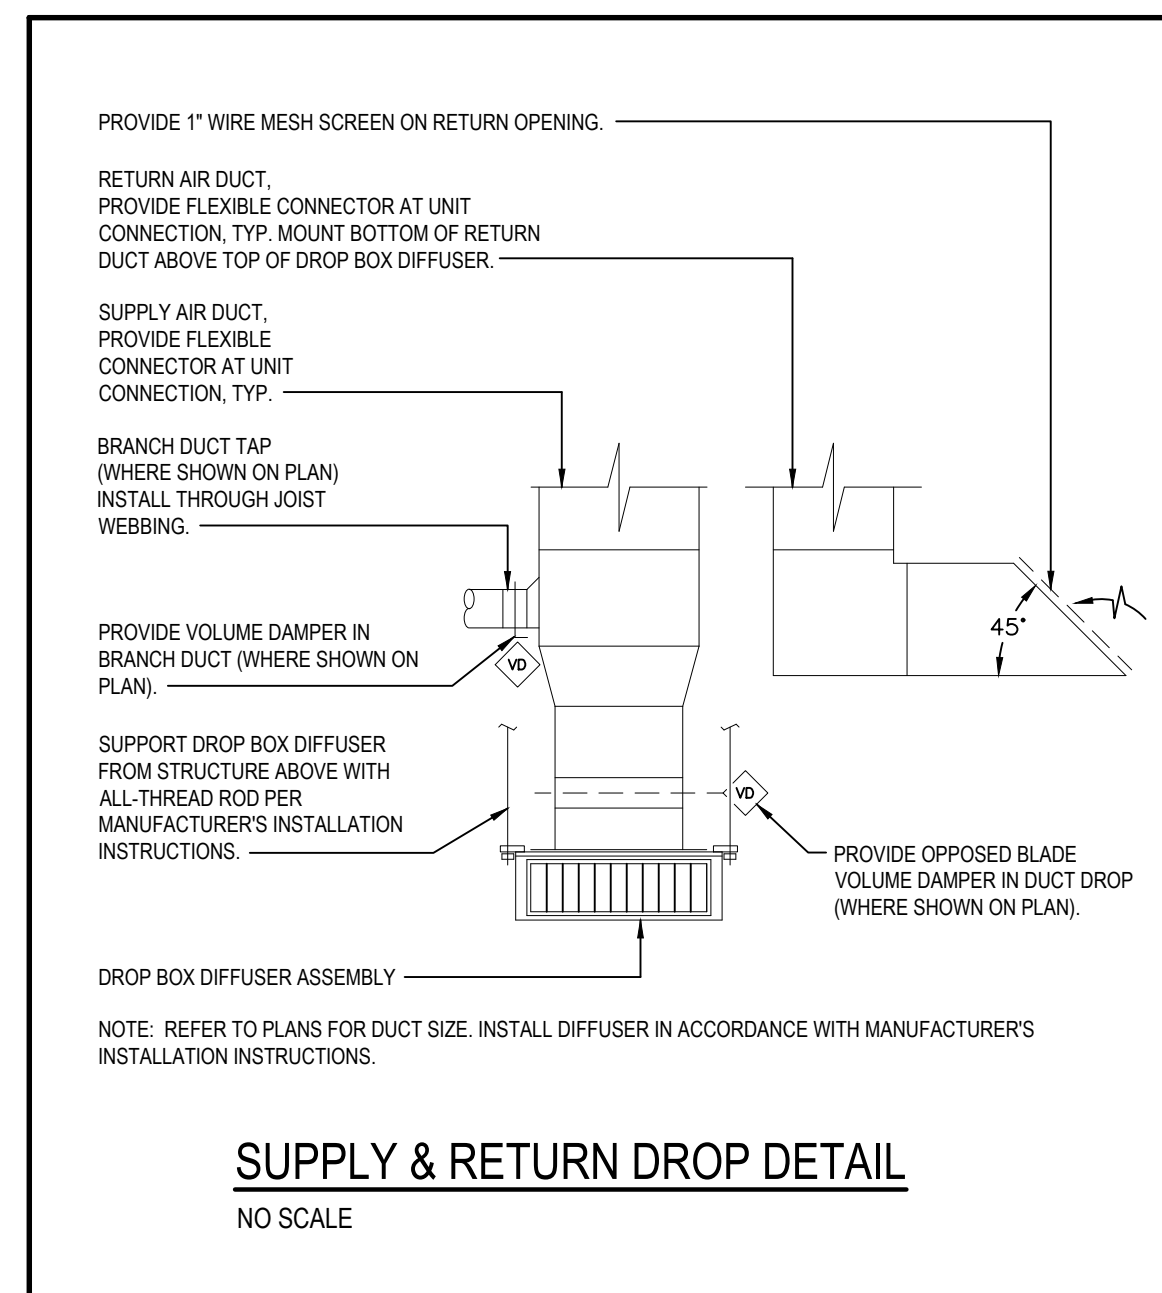 PROVIDE 1" WIRE MESH SCREEN ON RETURN OPENING.
RETURN AIR DUCT,
PROVIDE FLEXIBLE CONNECTOR AT UNIT
CONNECTION, TYP. MOUNT BOTTOM OF RETURN
DUCT ABOVE TOP OF DROP BOX DIFFUSER.
SUPPLY AIR DUCT,
PROVIDE FLEXIBLE
CONNECTOR AT UNIT
CONNECTION, TYP.
BRANCH DUCT TAP
(WHERE SHOWN ON PLAN)
INSTALL THROUGH JOIST
WEBBING.
45°
PROVIDE VOLUME DAMPER IN
BRANCH DUCT (WHERE SHOWN ON
PLAN).
VD
SUPPORT DROP BOX DIFFUSER
FROM STRUCTURE ABOVE WITH
ALL-THREAD ROD PER
MANUFACTURER'S INSTALLATION
INSTRUCTIONS.
VD
PROVIDE OPPOSED BLADE
VOLUME DAMPER IN DUCT DROP
(WHERE SHOWN ON PLAN).
DROP BOX DIFFUSER ASSEMBLY
NOTE: REFER TO PLANS FOR DUCT SIZE. INSTALL DIFFUSER IN ACCORDANCE WITH MANUFACTURER'S
INSTALLATION INSTRUCTIONS.
SUPPLY & RETURN DROP DETAIL
NO SCALE